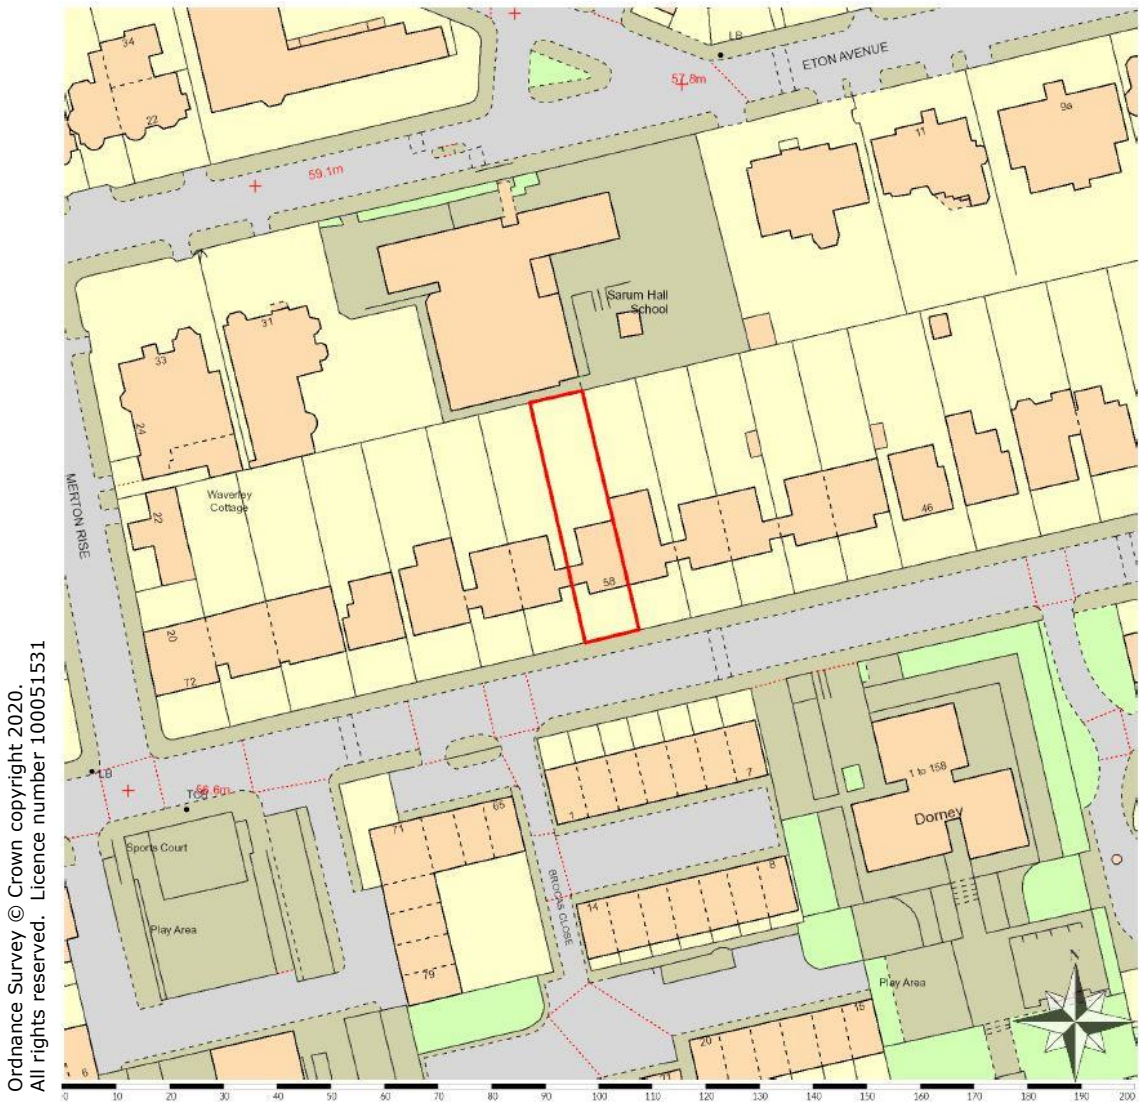 34
22
LB
57.8m
ETON AVENUE
11
9a
59.1m
Sarum Hall
School
31
33
24
MERTON RISE
Waverley
Cottage
22
46
58
20
72
LB
56.6m
TCB
71
65
1
7
1 to 158
Dorney
Sports Court
BROCAS CLOSE
14
8
Play Area
79
Play Area
N
6
20
15
21
Ordnance Survey © Crown copyright 2020.
All rights reserved. Licence number 100051531
0 10 20 30 40 50 60 70 80 90 100 110 120 130 140 150 160 170 180 190 200